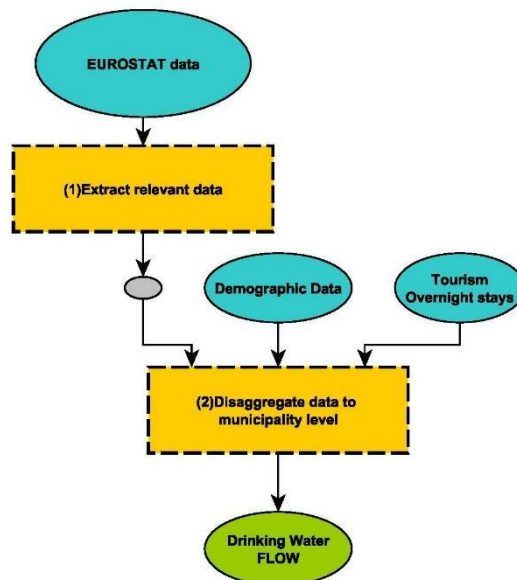 EUROSTAT data
(1)Extract relevant data
Demographic Data
Tourism
Overnight stays
(2)Disaggregate data to
municipality level
Drinking Water
FLOW